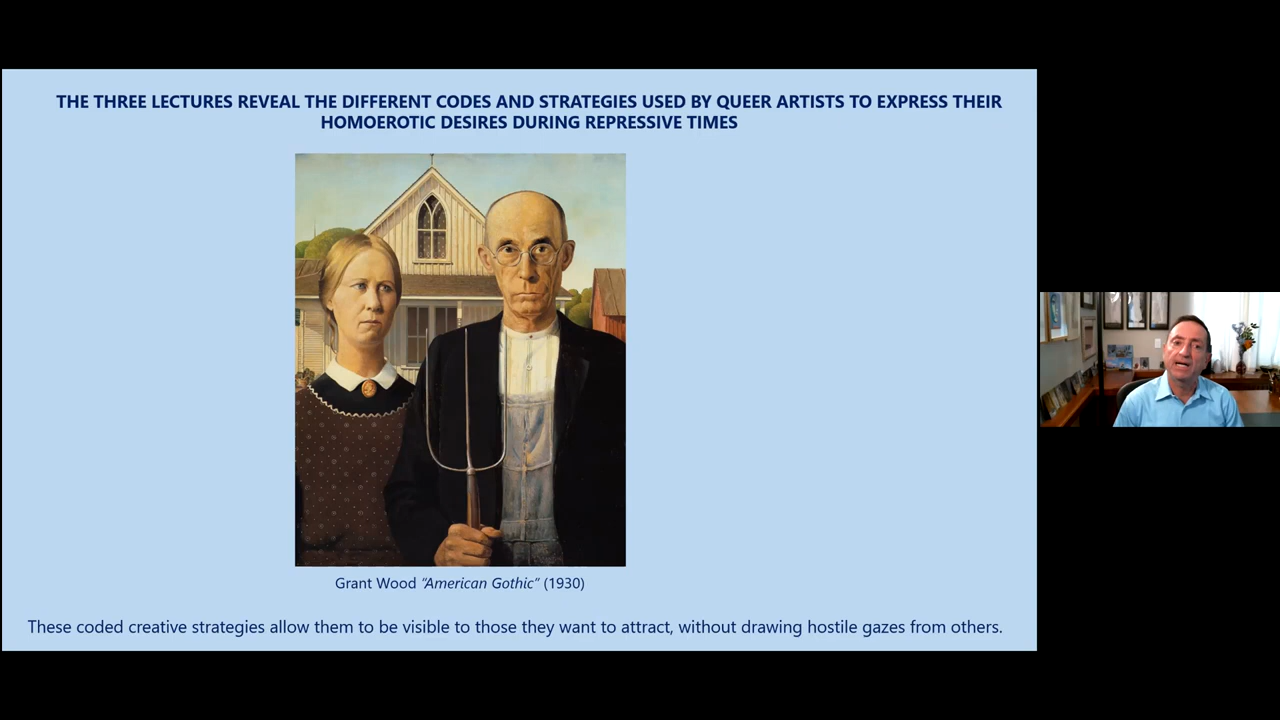 THE THREE LECTURES REVEAL THE DIFFERENT CODES AND STRATEGIES USED BY QUEER ARTISTS TO EXPRESS THEIR
HOMOEROTIC DESIRES DURING REPRESSIVE TIMES
Grant Wood “American Gothic” (1930)
These coded creative strategies allow them to be visible to those they want to attract, without drawing hostile gazes from others.